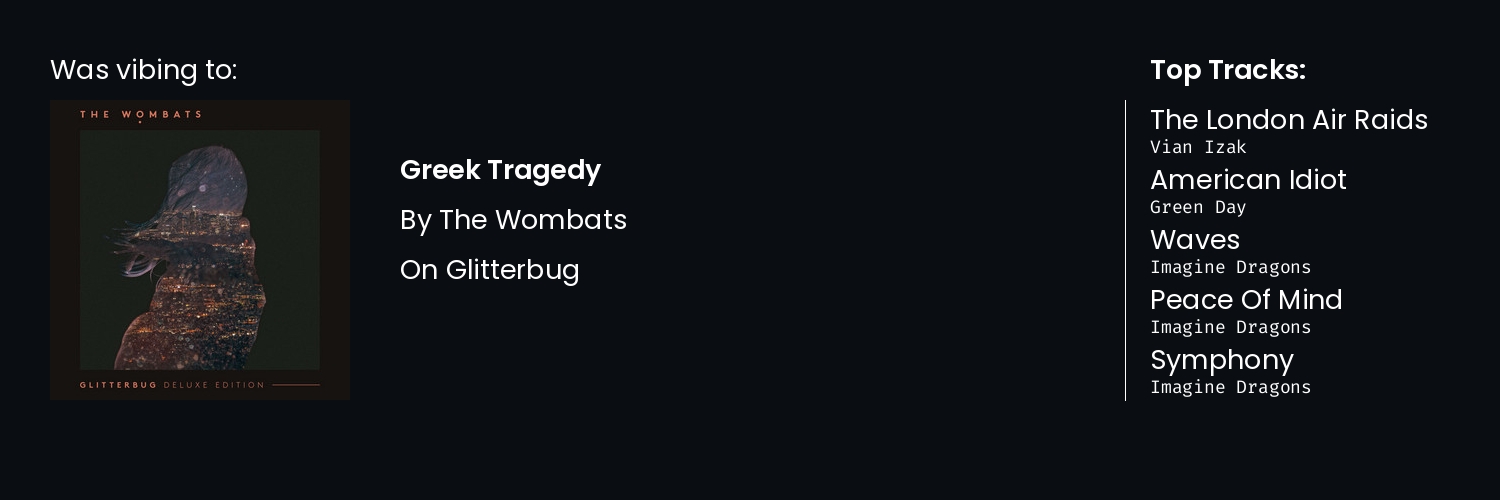 Was vibing to:
THE WOMBATS
GLITTERBUG DELUXE EDITION
Greek Tragedy
By The Wombats
On Glitterbug
Top Tracks:
The London Air Raids
Vian Izak
American Idiot
Green Day
Waves
Imagine Dragons
Peace Of Mind
Imagine Dragons
Symphony
Imagine Dragons